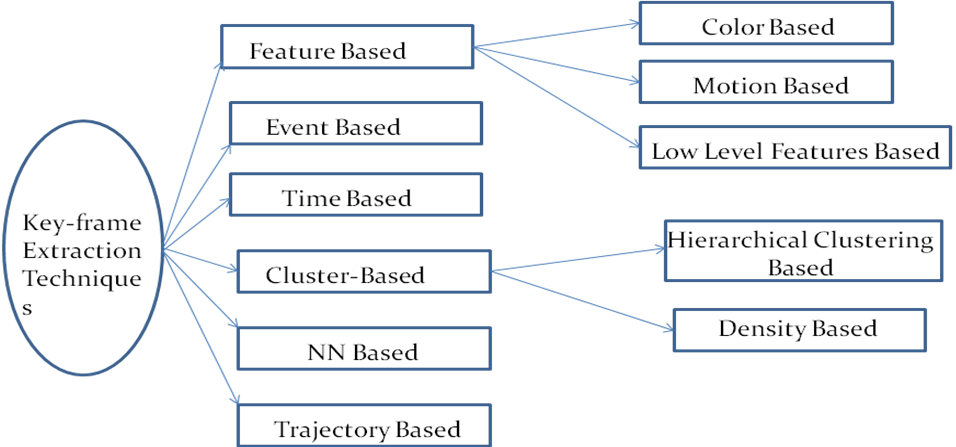 Key-frame
Extraction
Technique
s
Feature Based
Event Based
Time Based
Cluster-Based
NN Based
Trajectory Based
Color Based
Motion Based
Low Level Features Based
Hierarchical Clustering
Based
Density Based